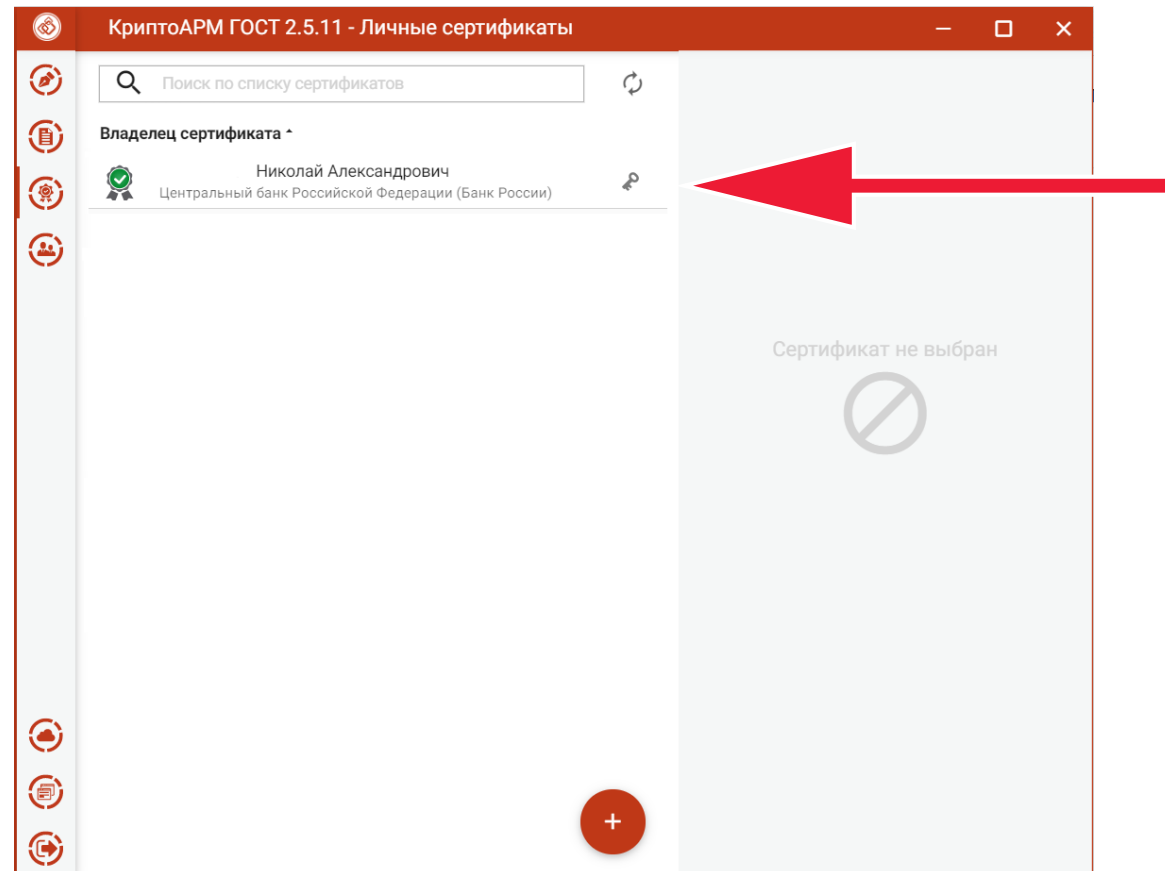 КриптоАРМ ГОСТ 2.5.11 - Личные сертификаты
Поиск по списку сертификатов
Владелец сертификата
Николай Александрович
Центральный банк Российской Федерации (Банк России)
Сертификат не выбран
+